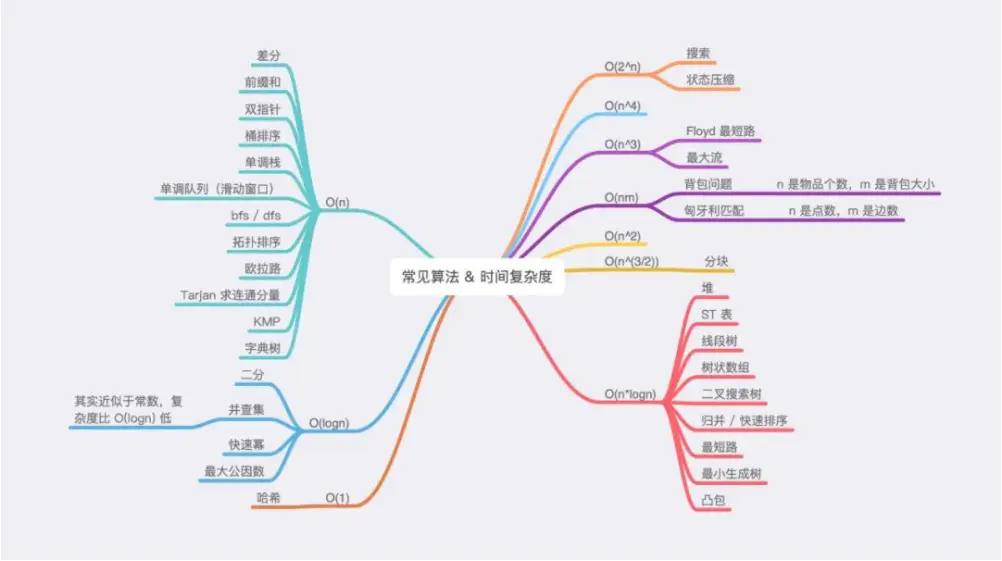 常见算法 & 时间复杂度
O(n)
差分
前缀和
双指针
桶排序
单调栈
单调队列（滑动窗口）
bfs / dfs
拓扑排序
欧拉路
Tarjan 求连通分量
KMP
字典树
O(logn)
二分
并查集
其实近似于常数，复
杂度比 O(logn) 低
快速幂
最大公因数
O(1)
哈希
O(2^n)
搜索
状态压缩
O(n^4)
O(n^3)
Floyd 最短路
最大流
O(nm)
背包问题 n 是物品个数，m 是背包大小
匈牙利匹配 n 是点数，m 是边数
O(n^2)
O(n^(3/2)) 分块
O(n*logn)
堆
ST 表
线段树
树状数组
二叉搜索树
归并 / 快速排序
最短路
最小生成树
凸包